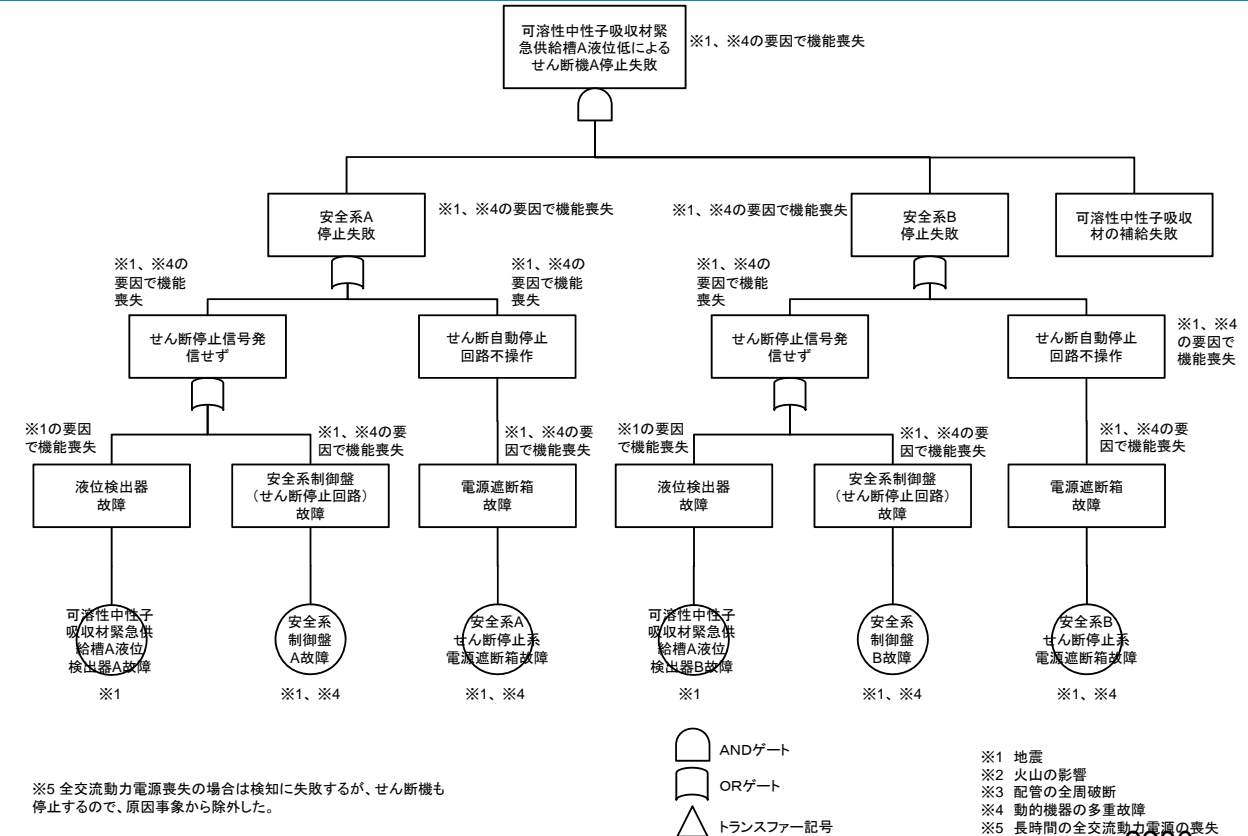 可溶性中性子吸収材緊
急供給槽A液位低による
せん断機A停止失敗
※1、※4の要因で機能喪失
安全系A
停止失敗
※1、※4の要因で機能喪失
※1、※4の要因で機能喪失
安全系B
停止失敗
可溶性中性子吸収
材の補給失敗
※1、※4の
要因で機能
喪失
※1、※4の
要因で機能
喪失
※1、※4の
要因で機能
喪失
せん断停止信号発
信せず
せん断自動停止
回路不操作
せん断停止信号発
信せず
せん断自動停止
回路不操作
※1、※4
の要因で
機能喪失
※1の要因
で機能喪失
※1、※4の要
因で機能喪失
※1、※4の要
因で機能喪失
※1の要因
で機能喪失
※1、※4の要
因で機能喪失
※1、※4の要
因で機能喪失
液位検出器
故障
安全系制御盤
（せん断停止回路）
故障
電源遮断箱
故障
液位検出器
故障
安全系制御盤
（せん断停止回路）
故障
電源遮断箱
故障
可溶性中性子
吸収材緊急供
給槽A液位
検出器A故障
安全系
制御盤
A故障
安全系A
せん断停止系
電源遮断箱故障
可溶性中性子
吸収材緊急供
給槽A液位
検出器B故障
安全系
制御盤
B故障
安全系B
せん断停止系
電源遮断箱故障
※1
※1、※4
※1、※4
※1
※1、※4
※1、※4
ANDゲート
ORゲート
トランスファー記号
※5 全交流動力電源喪失の場合は検知に失敗するが、せん断機も
停止するので、原因事象から除外した。
※1 地震
※2 火山の影響
※3 配管の全周破断
※4 動的機器の多重故障
※5 長時間の全交流動力電源の喪失